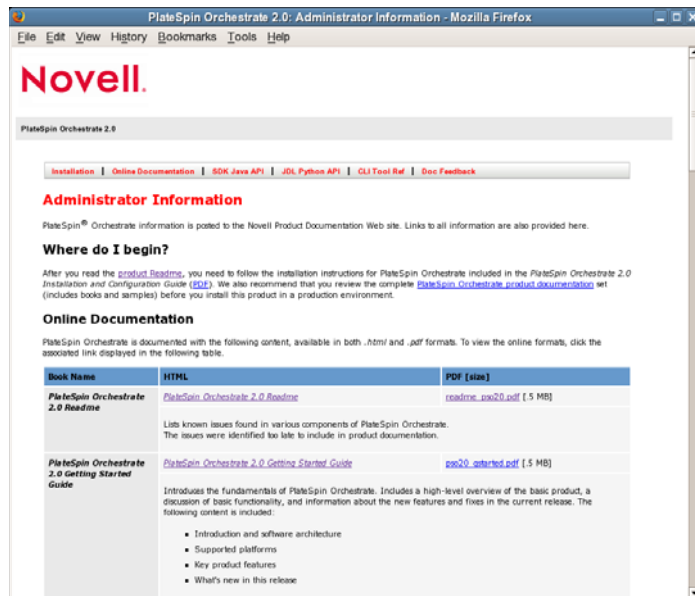 PlateSpin Orchestrate 2.0: Administrator Information - Mozilla Firefox
File Edit View History Bookmarks Tools Help
Novell.
PlateSpin Orchestrate 2.0
Installation | Online Documentation | SDK Java API | JDL Python API | CLI Tool Ref | Doc Feedback
Administrator Information
PlateSpin® Orchestrate information is posted to the Novell Product Documentation Web site. Links to all information are also provided here.
Where do I begin?
After you read the product Readme, you need to follow the installation instructions for PlateSpin Orchestrate included in the PlateSpin Orchestrate 2.0
Installation and Configuration Guide (PDF). We also recommend that you review the complete PlateSpin Orchestrate product documentation set
(includes books and samples) before you install this product in a production environment.
Online Documentation
PlateSpin Orchestrate is documented with the following content, available in both .html and .pdf formats. To view the online formats, click the
associated link displayed in the following table.
Book Name HTML PDF [size]
PlateSpin Orchestrate PlateSpin Orchestrate 2.0 Readme readme_pso20.pdf [.5 MB]
2.0 Readme
Lists known issues found in various components of PlateSpin Orchestrate.
The issues were identified too late to include in product documentation.
PlateSpin Orchestrate PlateSpin Orchestrate 2.0 Getting Started Guide pso20_gstarted.pdf [.5 MB]
2.0 Getting Started
Guide
Introduces the fundamentals of PlateSpin Orchestrate. Includes a high-level overview of the basic product, a
discussion of basic functionality, and information about the new features and fixes in the current release. The
following content is included:
▪ Introduction and software architecture
▪ Supported platforms
▪ Key product features
▪ What's new in this release